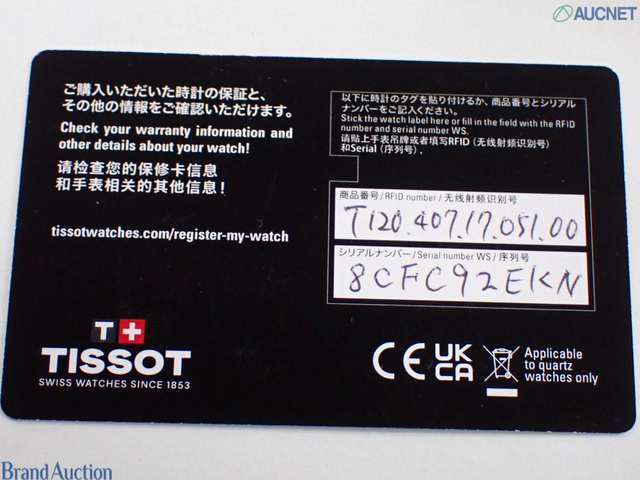 AUCNET
ご購入いただいた時計の保証と、
その他の情報をご確認いただけます。
Check your warranty information and
other details about your watch!
请检查您的保修卡信息
和手表相关的其他信息!
tissotwatches.com/register-my-watch
以下に時計のタグを貼り付けるか、商品番号とシリアル
ナンバーをご記入ください。
Stick the watch label here or fill in the field with the RFID
number and serial number WS.
请贴上手表吊牌或者填写RFID (无线射频识别号)
和Serial (序列号) .
商品番号/RFID number/无线射频识别号
T120.407.17.051.00
シリアルナンバー/Serial number WS/序列号
8CFC92EKN
T+
TISSOT
SWISS WATCHES SINCE 1853
CE
UK
CA
Applicable
to quartz
watches only
Brand Auction